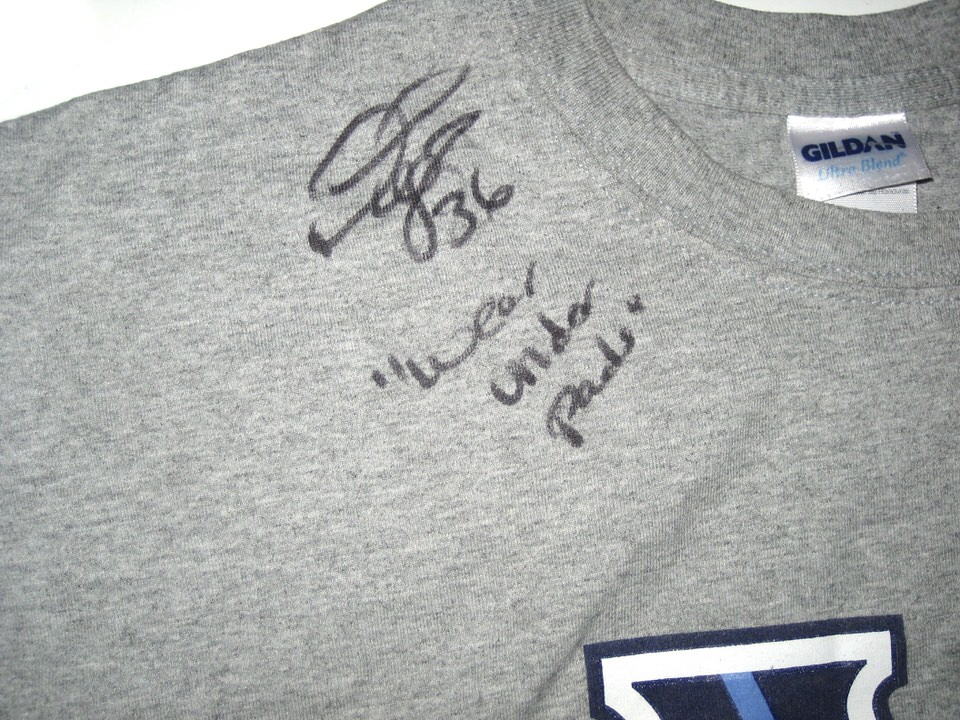 36
"wear
under
pads"
GILDAN
Ultra Blend®